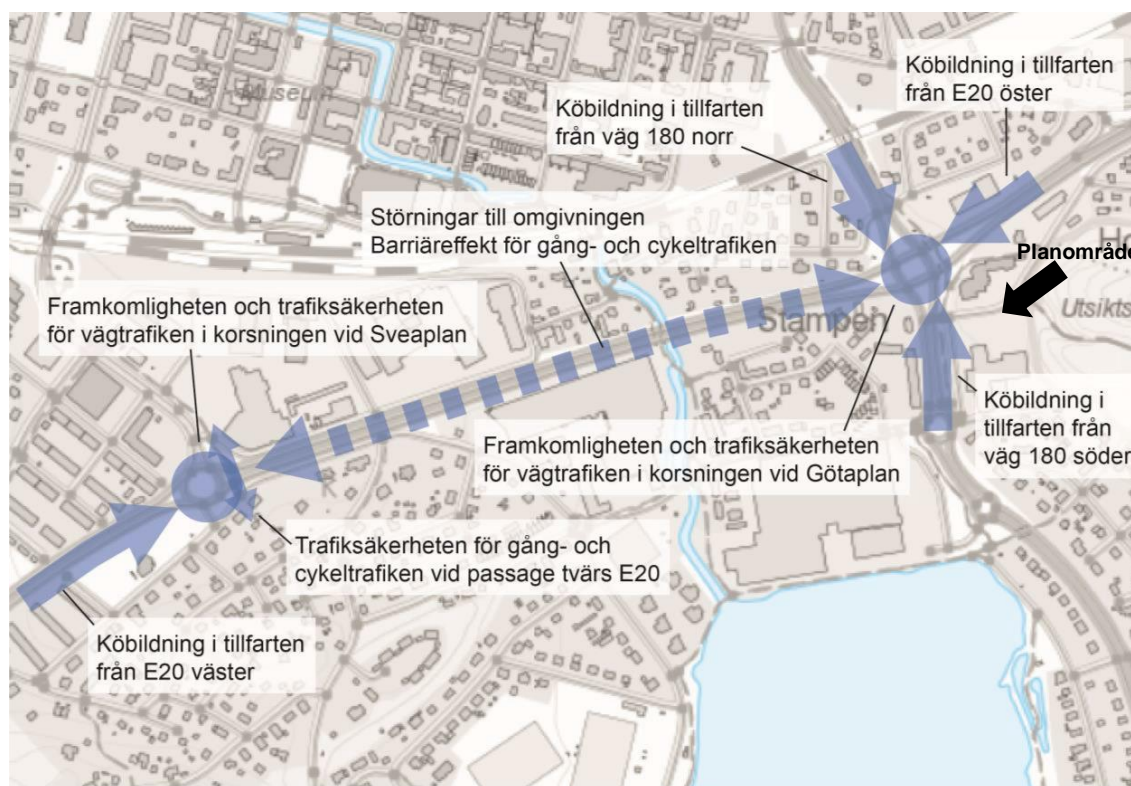 Köbildning i tillfarten
från E20 öster
Museum
Köbildning i tillfarten
från väg 180 norr
Störningar till omgivningen
Barriäreffekt för gång- och cykeltrafiken
Planområde
Framkomligheten och trafiksäkerheten
för vägtrafiken i korsningen vid Sveaplan
Stampen
Utsikts
Köbildning i
tillfarten från
väg 180 söder
Framkomligheten och trafiksäkerheten
för vägtrafiken i korsningen vid Götaplan
Trafiksäkerheten för gång- och
cykeltrafiken vid passage tvärs E20
Köbildning i tillfarten
från E20 väster